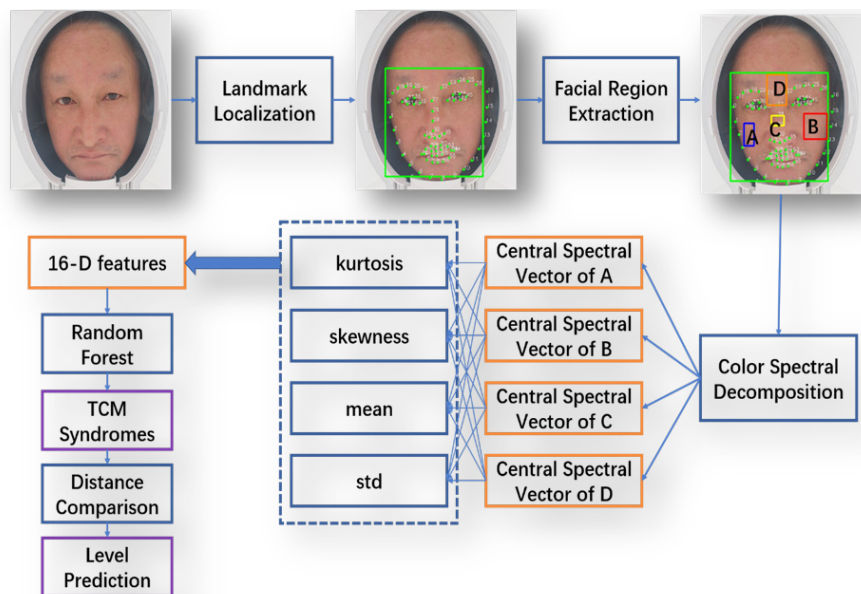 Landmark
Localization
Facial Region
Extraction
D
A
C
B
16-D features
kurtosis
Central Spectral
Vector of A
Random
Forest
skewness
Central Spectral
Vector of B
Color Spectral
Decomposition
TCM
Syndromes
mean
Central Spectral
Vector of C
Distance
Comparison
std
Central Spectral
Vector of D
Level
Prediction